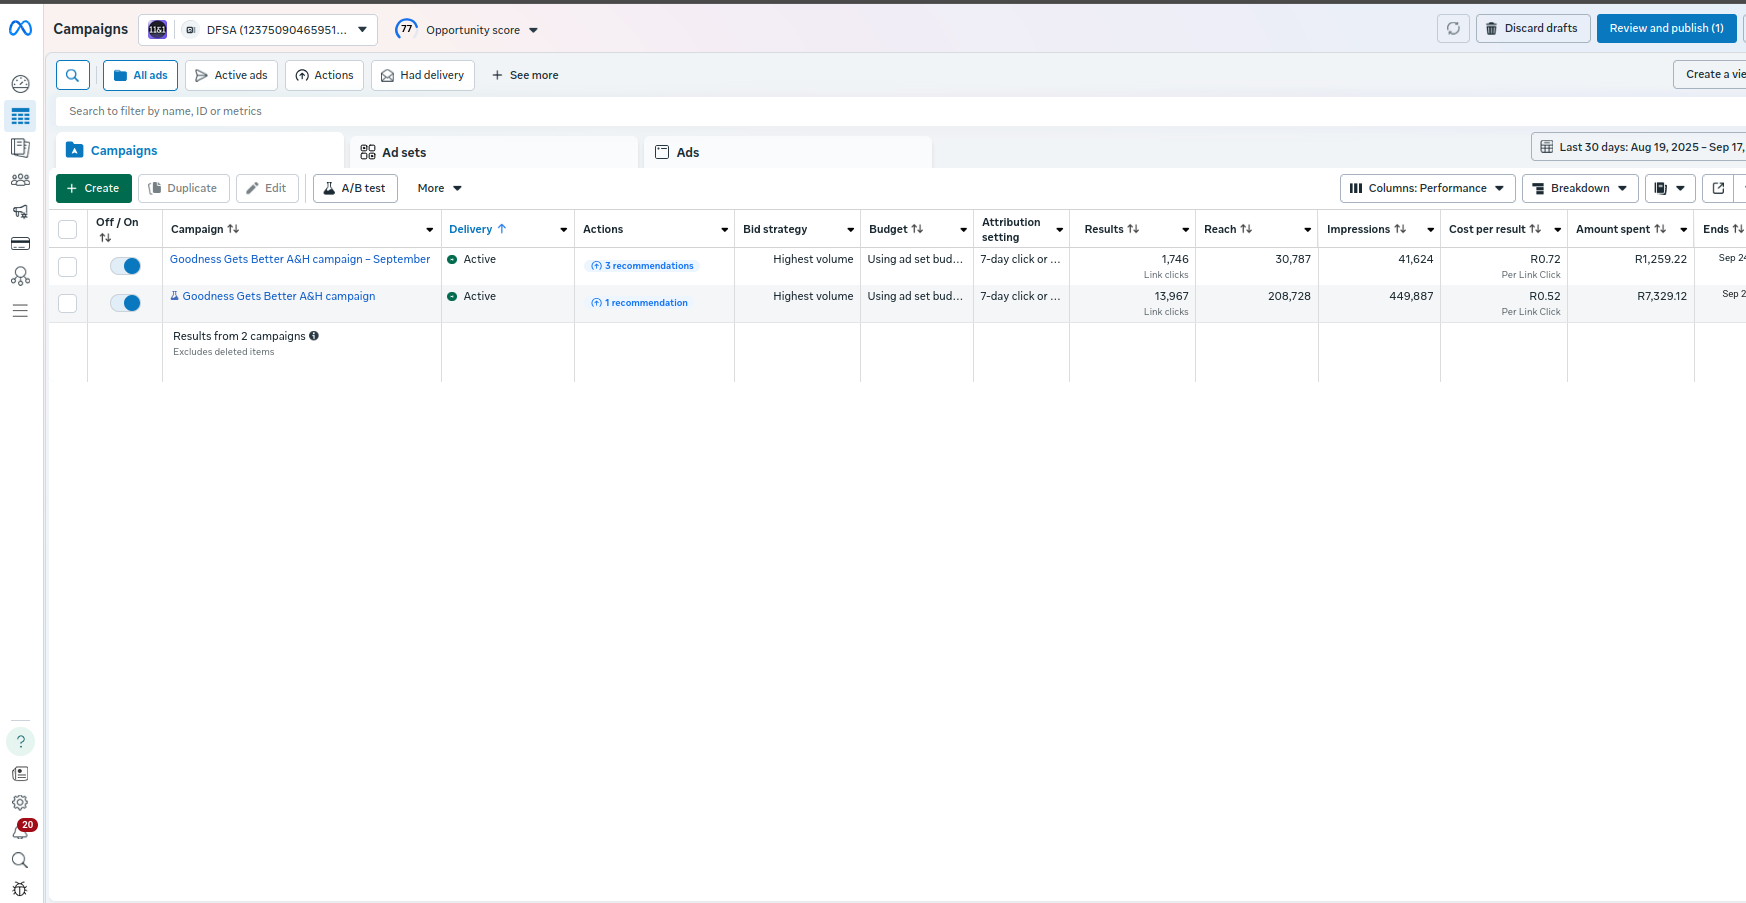 Campaigns
1181
DFSA (12375090465951...
77
Opportunity score
Discard drafts
Review and publish (1)
All ads
Active ads
Actions
Had delivery
+ See more
Create a vie
Search to filter by name, ID or metrics
Campaigns
Ad sets
Ads
Last 30 days: Aug 19, 2025 – Sep 17,
+ Create
Duplicate
Edit
A/B test
More
Columns: Performance
Breakdown
Off / On
Campaign
Delivery
Actions
Bid strategy
Budget
Attribution setting
Results
Reach
Impressions
Cost per result
Amount spent
Ends
Goodness Gets Better A&H campaign – September
Active
3 recommendations
Highest volume
Using ad set bud...
7-day click or ...
1,746
Link clicks
30,787
41,624
R0.72
Per Link Click
R1,259.22
Sep 24
Goodness Gets Better A&H campaign
Active
1 recommendation
Highest volume
Using ad set bud...
7-day click or ...
13,967
Link clicks
208,728
449,887
R0.52
Per Link Click
R7,329.12
Sep 2
Results from 2 campaigns
Excludes deleted items
?
20